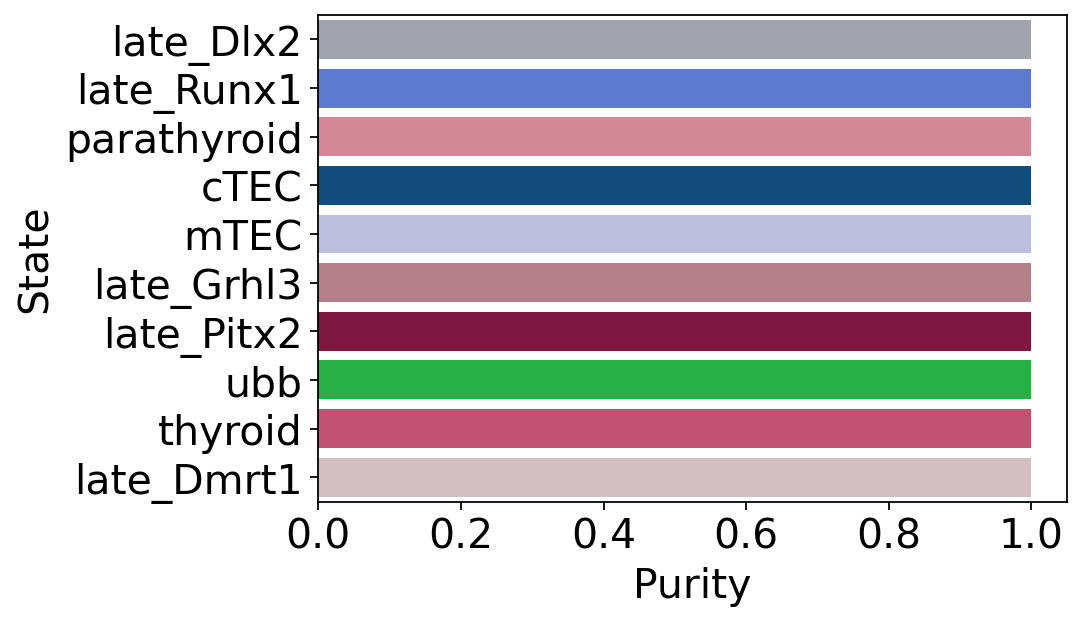 late_Dlx2
late_Runx1
parathyroid
cTEC
mTEC
late_Grhl3
late_Pitx2
ubb
thyroid
late_Dmrt1
State
0.0 0.2 0.4 0.6 0.8 1.0
Purity